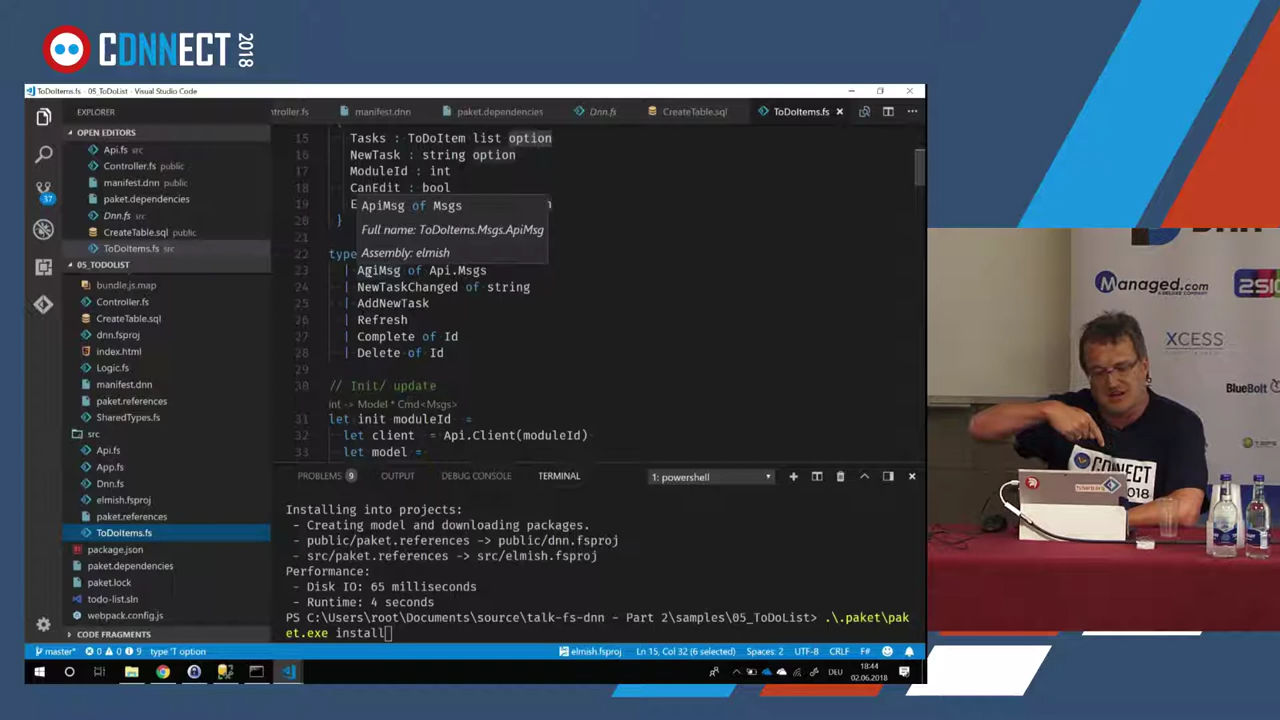 CDNNECT 2018
ToDoItems.fs - 05_ToDoList - Visual Studio Code
EXPLORER
OPEN EDITORS
Api.fs src
Controller.fs public
manifest.dnn public
paket.dependencies
Dnn.fs src
CreateTable.sql public
ToDoItems.fs src
05_TODOLIST
bundle.js.map
Controller.fs
CreateTable.sql
dnn.fsproj
index.html
Logic.fs
manifest.dnn
paket.references
SharedTypes.fs
src
Api.fs
App.fs
Dnn.fs
elmish.fsproj
paket.references
ToDoItems.fs
package.json
paket.dependencies
paket.lock
todo-list.sln
webpack.config.js
CODE FRAGMENTS
37
ntroller.fs manifest.dnn paket.dependencies Dnn.fs CreateTable.sql ToDoItems.fs
15 Tasks : ToDoItem list option
16 NewTask : string option
17 ModuleId : int
18 CanEdit : bool
19 E n
20 }
ApiMsg of Msgs
Full name: ToDoItems.Msgs.ApiMsg
Assembly: elmish
21
22 type
23 | ApiMsg of Api.Msgs
24 | NewTaskChanged of string
25 | AddNewTask
26 | Refresh
27 | Complete of Id
28 | Delete of Id
29
30 // Init/ update
int -> Model * Cmd<Msgs>
31 let init moduleId =
32 let client = Api.Client(moduleId)
33 let model =
PROBLEMS 9 OUTPUT DEBUG CONSOLE TERMINAL 1: powershell
Installing into projects:
- Creating model and downloading packages.
- public/paket.references -> public/dnn.fsproj
- src/paket.references -> src/elmish.fsproj
Performance:
- Disk IO: 65 milliseconds
- Runtime: 4 seconds
PS C:\Users\root\Documents\source\talk-fs-dnn - Part 2\samples\05_ToDoList> .\.paket\pak
et.exe install
master* 0 0 9 type 'T option elmish.fsproj Ln 15, Col 32 (6 selected) Spaces: 2 UTF-8 CRLF F#
DEU 18:44
02.06.2018
Managed.com
2SIC
XCESS
BlueBolt
CONNECT
2018